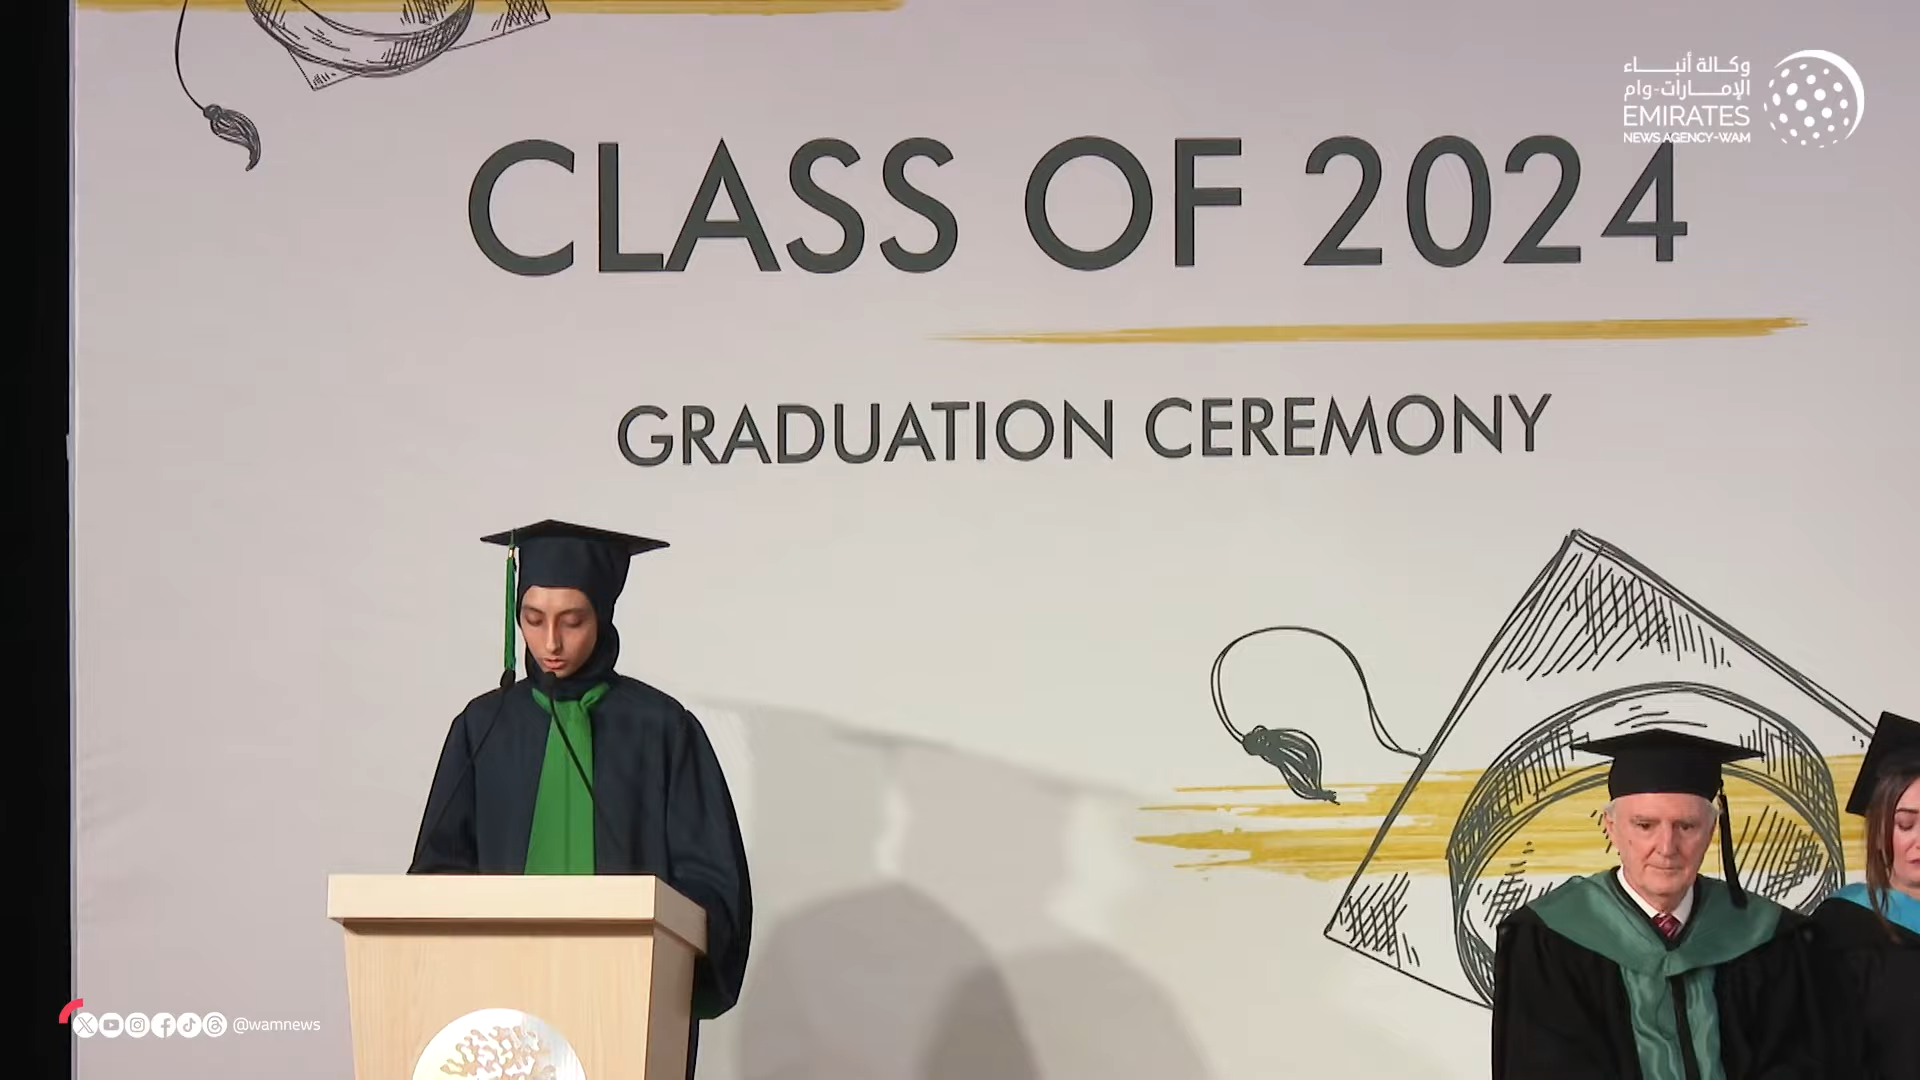 وكالة أنباء
الإمارات-وام
EMIRATES
NEWS AGENCY-WAM
CLASS OF 2024
GRADUATION CEREMONY
@wamnews